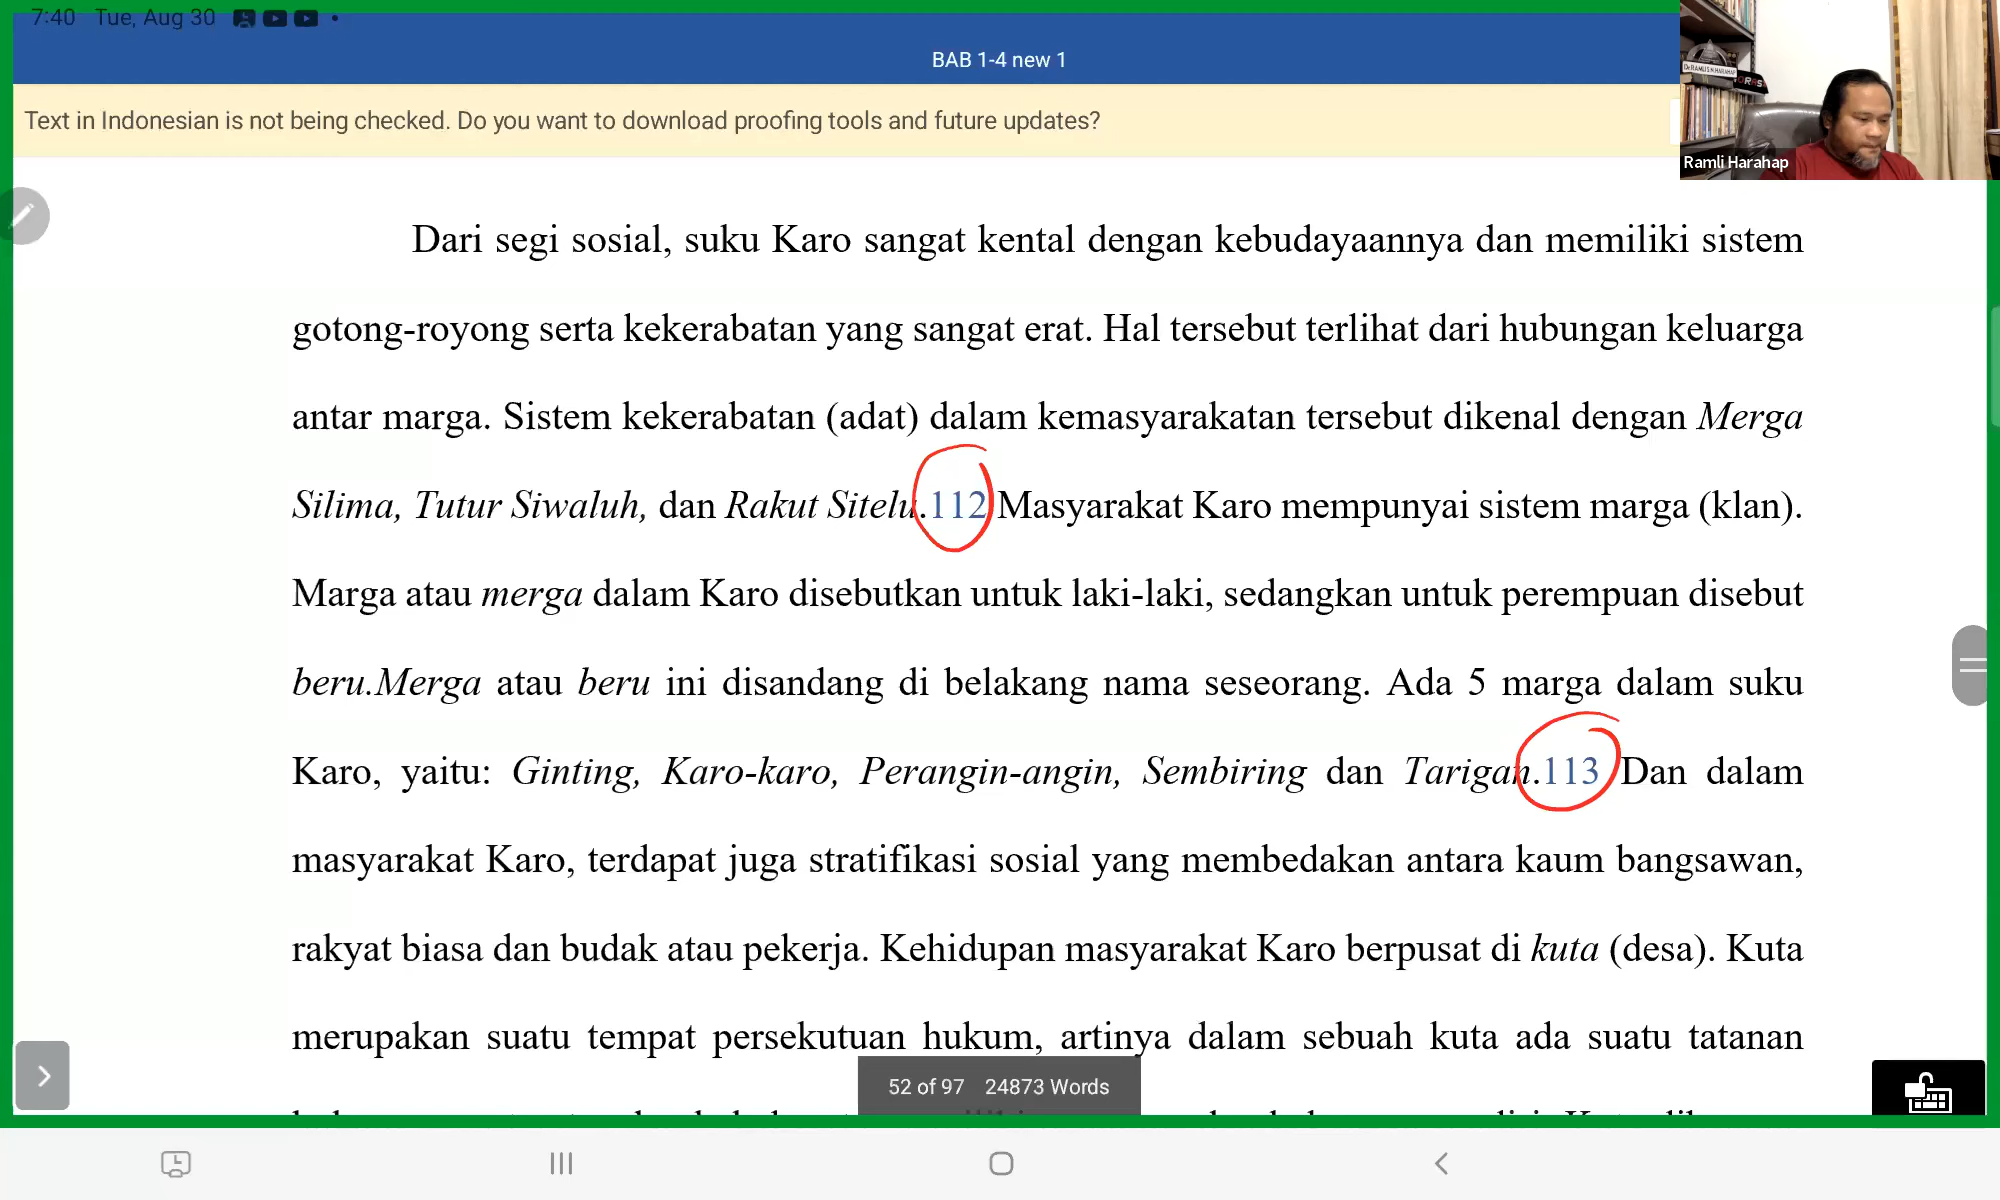 7:40 Tue, Aug 30
BAB 1-4 new 1
Text in Indonesian is not being checked. Do you want to download proofing tools and future updates?
Dr RAMLI S N HARAHAP
Ramli Harahap
Dari segi sosial, suku Karo sangat kental dengan kebudayaannya dan memiliki sistem
gotong-royong serta kekerabatan yang sangat erat. Hal tersebut terlihat dari hubungan keluarga
antar marga. Sistem kekerabatan (adat) dalam kemasyarakatan tersebut dikenal dengan Merga
Silima, Tutur Siwaluh, dan Rakut Sitelu.112 Masyarakat Karo mempunyai sistem marga (klan).
Marga atau merga dalam Karo disebutkan untuk laki-laki, sedangkan untuk perempuan disebut
beru.Merga atau beru ini disandang di belakang nama seseorang. Ada 5 marga dalam suku
Karo, yaitu: Ginting, Karo-karo, Perangin-angin, Sembiring dan Tarigan.113 Dan dalam
masyarakat Karo, terdapat juga stratifikasi sosial yang membedakan antara kaum bangsawan,
rakyat biasa dan budak atau pekerja. Kehidupan masyarakat Karo berpusat di kuta (desa). Kuta
merupakan suatu tempat persekutuan hukum, artinya dalam sebuah kuta ada suatu tatanan
52 of 97 24873 Words